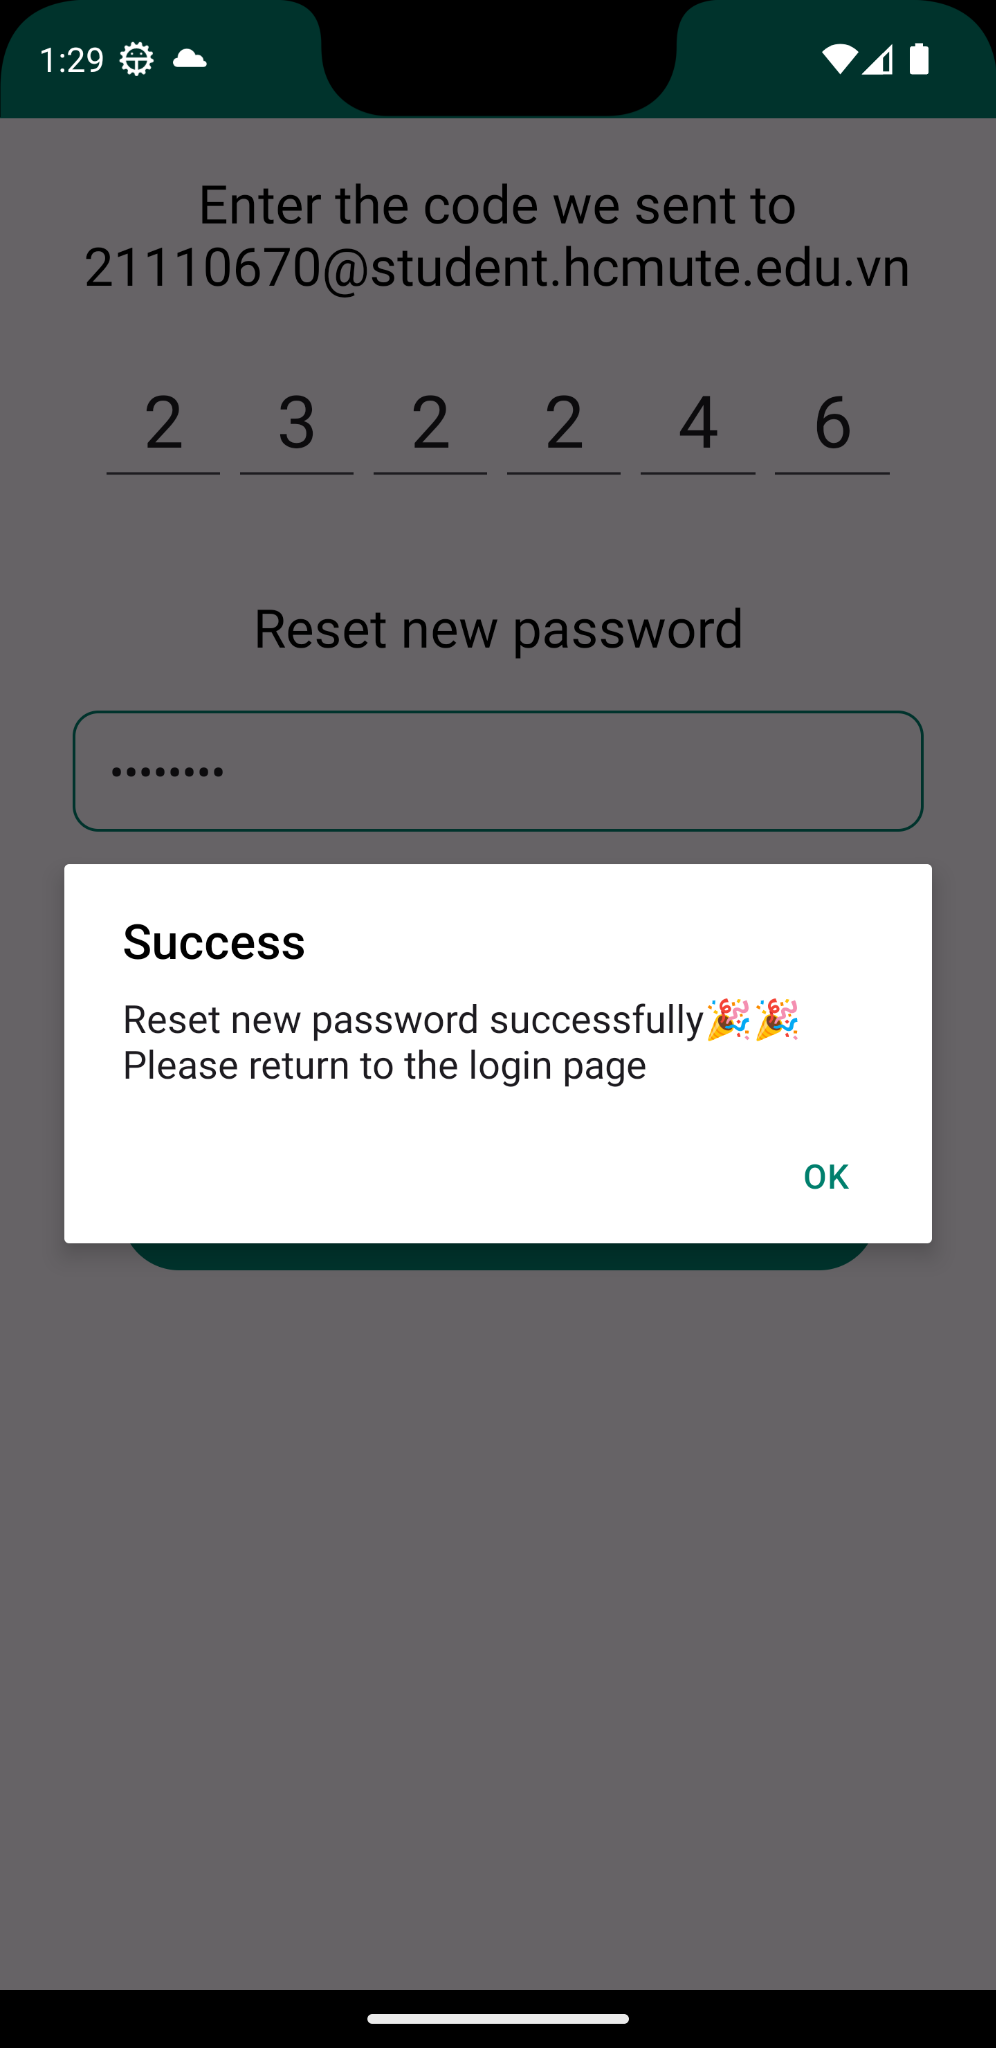 1:29
Enter the code we sent to
21110670@student.hcmute.edu.vn
2 3 2 2 4 6
Reset new password
••••••••
Success
Reset new password successfully🎉🎉
Please return to the login page
OK